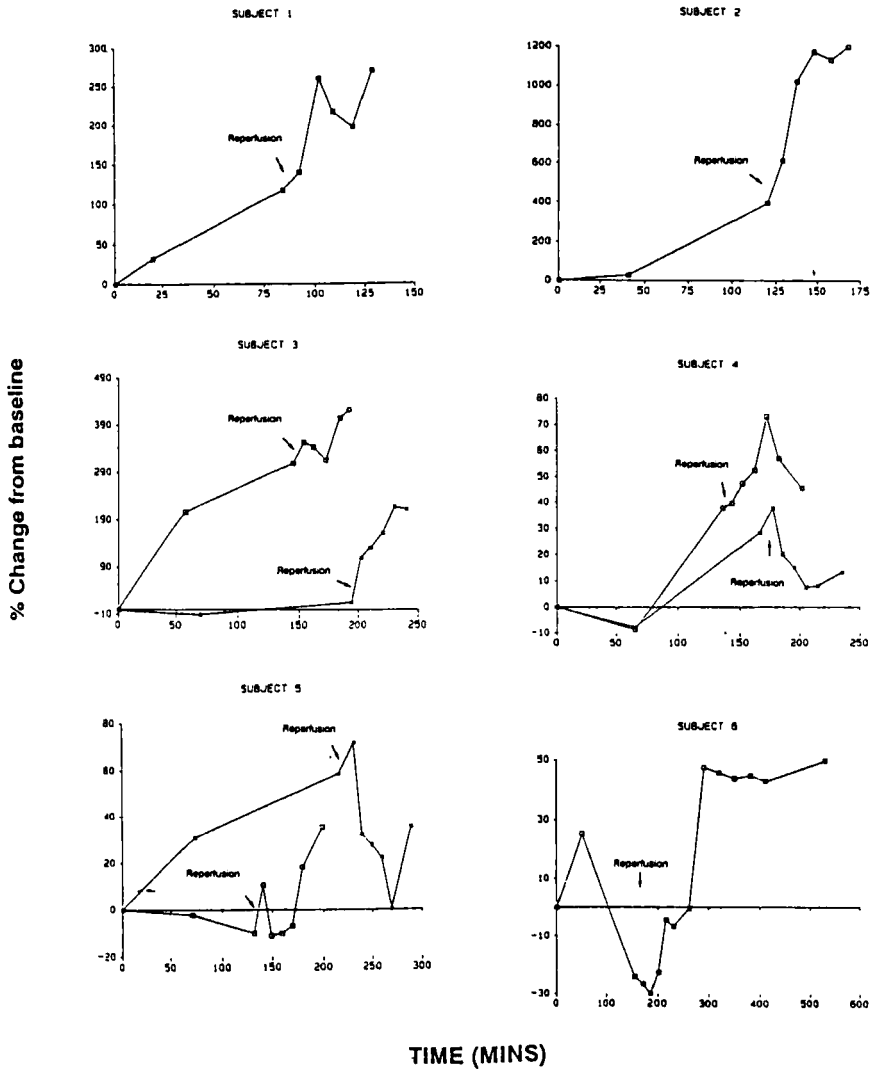 SUBJECT 1
300
250
200
150
100
50
0
Reperfusion
0 25 50 75 100 125 150
SUBJECT 2
1200
1000
800
600
400
200
0
Reperfusion
0 25 50 75 100 125 150 175
% Change from baseline
SUBJECT 3
490
390
290
190
90
-10
Reperfusion
Reperfusion
0 50 100 150 200 250
SUBJECT 4
80
70
60
50
40
30
20
10
0
-10
Reperfusion
Reperfusion
0 50 100 150 200 250
SUBJECT 5
80
60
40
20
0
-20
Reperfusion
Reperfusion
0 50 100 150 200 250 300
SUBJECT 6
50
30
10
-10
-30
Reperfusion
0 100 200 300 400 500 600
TIME (MINS)